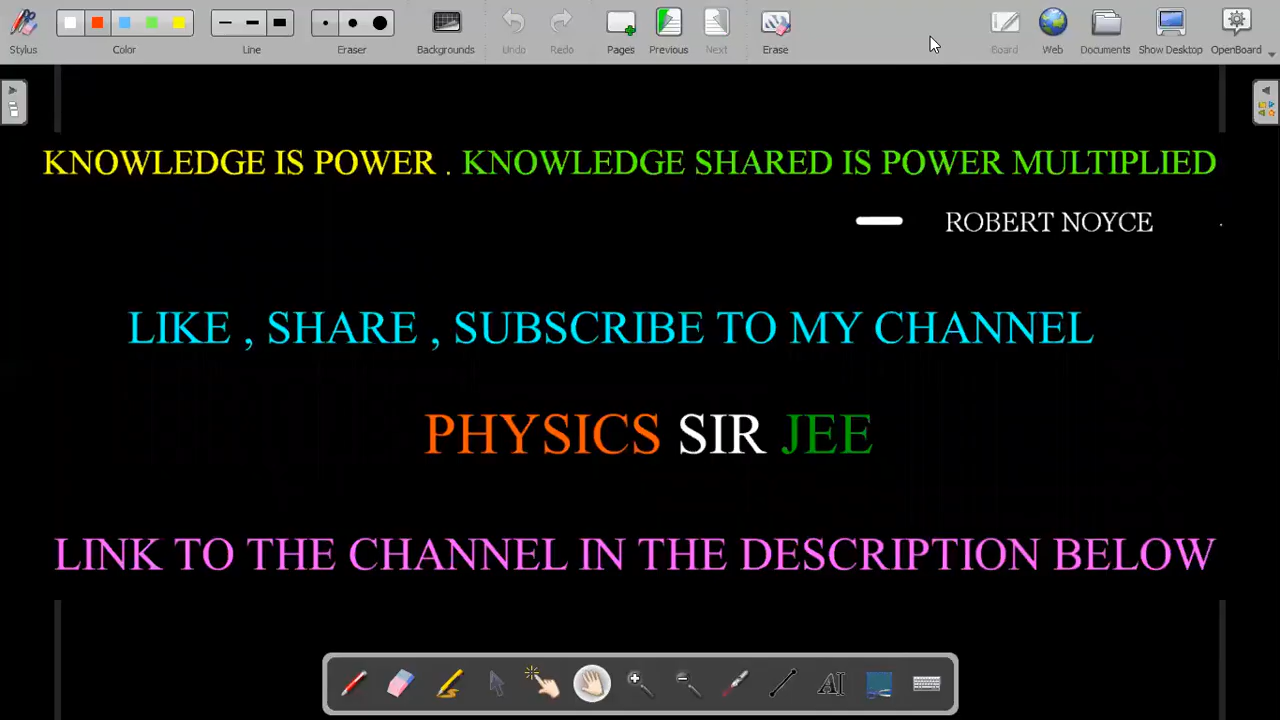 Stylus Color Line Eraser Backgrounds Undo Redo Pages Previous Next Erase Board Web Documents Show Desktop OpenBoard
KNOWLEDGE IS POWER . KNOWLEDGE SHARED IS POWER MULTIPLIED
— ROBERT NOYCE .
LIKE , SHARE , SUBSCRIBE TO MY CHANNEL
PHYSICS SIR JEE
LINK TO THE CHANNEL IN THE DESCRIPTION BELOW
AI